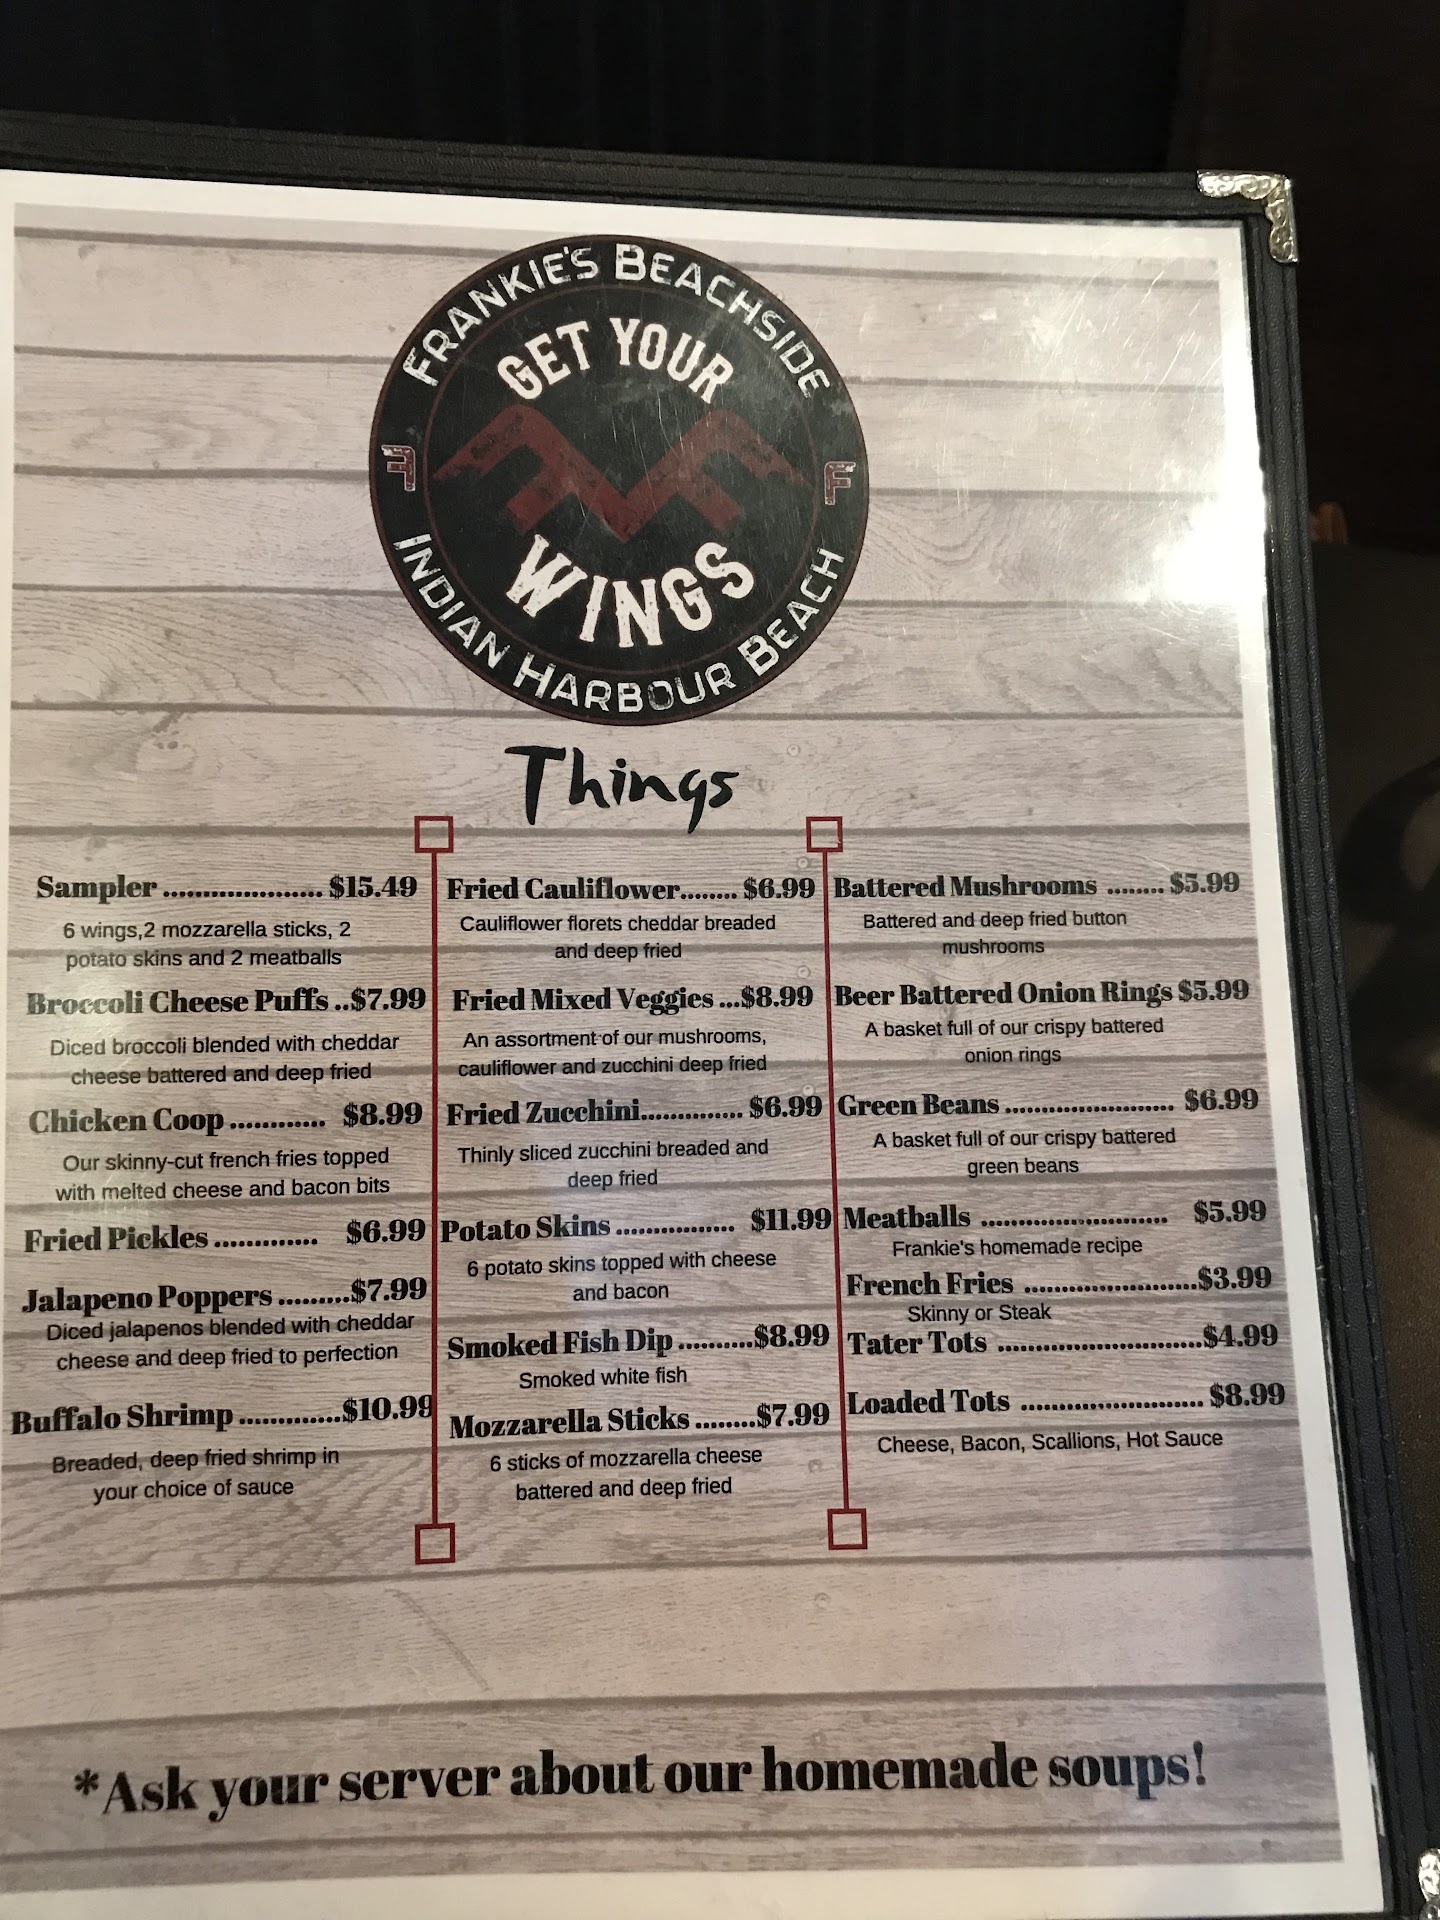 FRANKIE'S BEACHSIDE
GET YOUR
WINGS
F
F
INDIAN HARBOUR BEACH
Things
Sampler .................... $15.49
6 wings,2 mozzarella sticks, 2
potato skins and 2 meatballs
Broccoli Cheese Puffs ..$7.99
Diced broccoli blended with cheddar
cheese battered and deep fried
Chicken Coop ............ $8.99
Our skinny-cut french fries topped
with melted cheese and bacon bits
Fried Pickles ............. $6.99
Jalapeno Poppers .........$7.99
Diced jalapenos blended with cheddar
cheese and deep fried to perfection
Buffalo Shrimp .............$10.99
Breaded, deep fried shrimp in
your choice of sauce
Fried Cauliflower........ $6.99
Cauliflower florets cheddar breaded
and deep fried
Fried Mixed Veggies ...$8.99
An assortment of our mushrooms,
cauliflower and zucchini deep fried
Fried Zucchini.............. $6.99
Thinly sliced zucchini breaded and
deep fried
Potato Skins ............... $11.99
6 potato skins topped with cheese
and bacon
Smoked Fish Dip ..........$8.99
Smoked white fish
Mozzarella Sticks ........$7.99
6 sticks of mozzarella cheese
battered and deep fried
Battered Mushrooms ........ $5.99
Battered and deep fried button
mushrooms
Beer Battered Onion Rings $5.99
A basket full of our crispy battered
onion rings
Green Beans ...................... $6.99
A basket full of our crispy battered
green beans
Meatballs ........................ $5.99
Frankie's homemade recipe
French Fries .......................$3.99
Skinny or Steak
Tater Tots ...........................$4.99
Loaded Tots ........................ $8.99
Cheese, Bacon, Scallions, Hot Sauce
*Ask your server about our homemade soups!